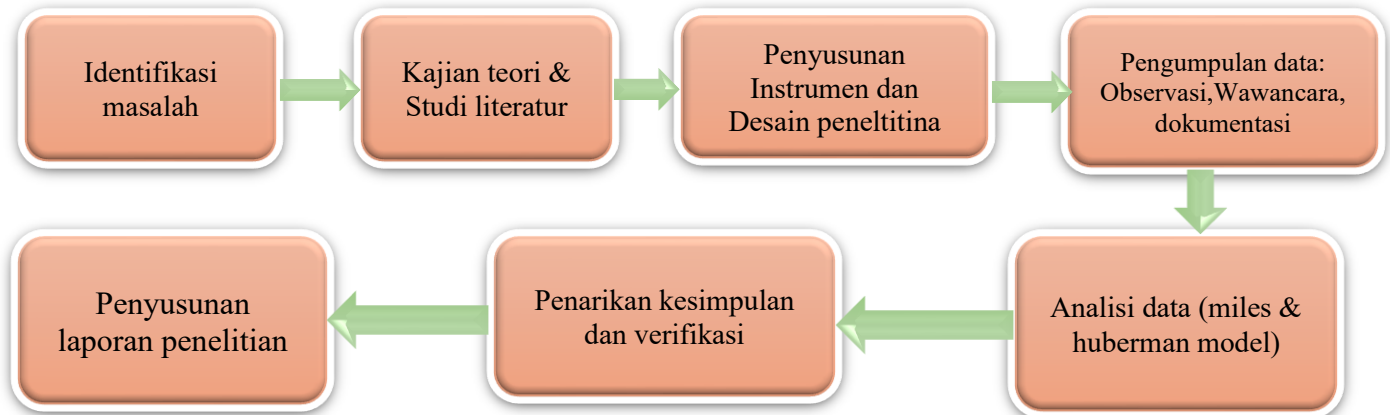 Identifikasi
masalah
Kajian teori &
Studi literatur
Penyusunan
Instrumen dan
Desain peneltitina
Pengumpulan data:
Observasi,Wawancara,
dokumentasi
Analisi data (miles &
huberman model)
Penarikan kesimpulan
dan verifikasi
Penyusunan
laporan penelitian